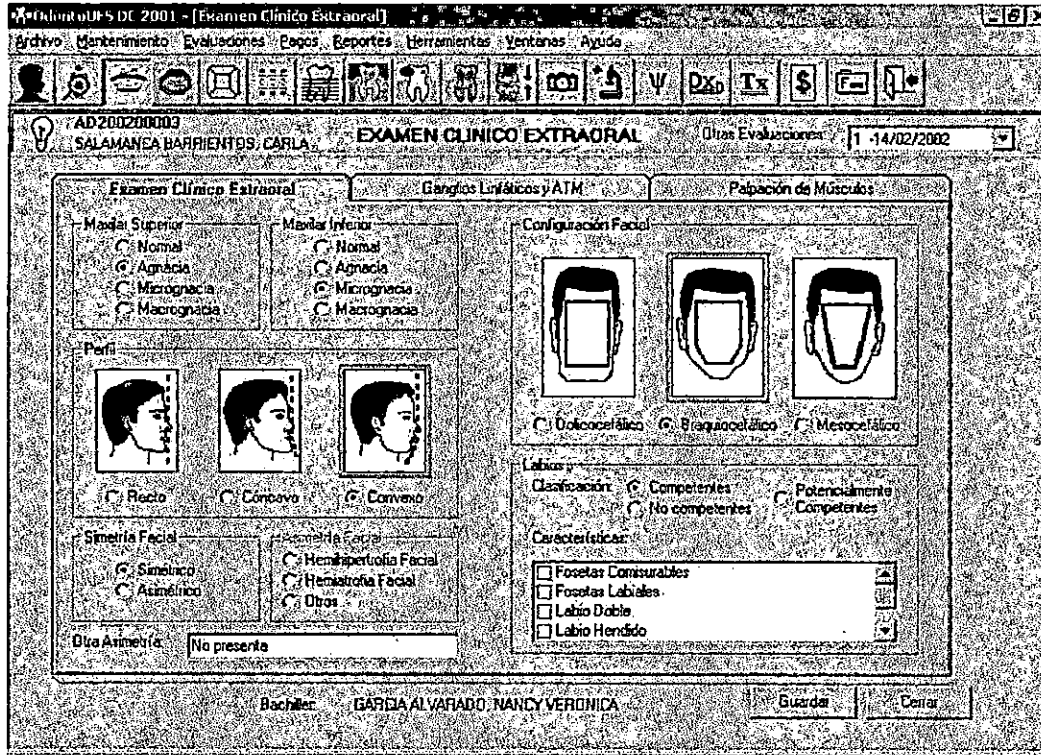 OdontoUES DC 2001 - [Examen Clínico Extraoral]
Archivo Mantenimiento Evaluaciones Pagos Reportes Herramientas Ventanas Ayuda
Ψ DXD Tx $
AD200200003
SALAMANCA BARRIENTOS, CARLA
EXAMEN CLINICO EXTRAORAL
Otras Evaluaciones: 1 -14/02/2002
Examen Clínico Extraoral
Ganglios Linfáticos y ATM
Palpación de Músculos
Maxilar Superior
Normal
Agnacia
Micrognacia
Macrognacia
Maxilar Inferior
Normal
Agnacia
Micrognacia
Macrognacia
Perfil
Recto Cóncavo Convexo
Simetría Facial
Simétrico
Asimétrico
Asimetría Facial
Hemihipertrofia Facial
Hemiatrofia Facial
Otros
Otra Asimetría: No presenta
Configuración Facial
Dolicocefálico Braquiocefálico Mesocefálico
Labios
Clasificación: Competentes
No competentes
Potencialmente
Competentes
Características:
Fosetas Comisurables
Fosetas Labiales
Labio Doble
Labio Hendido
Bachiller: GARCIA ALVARADO, NANCY VERONICA
Guardar Cerrar